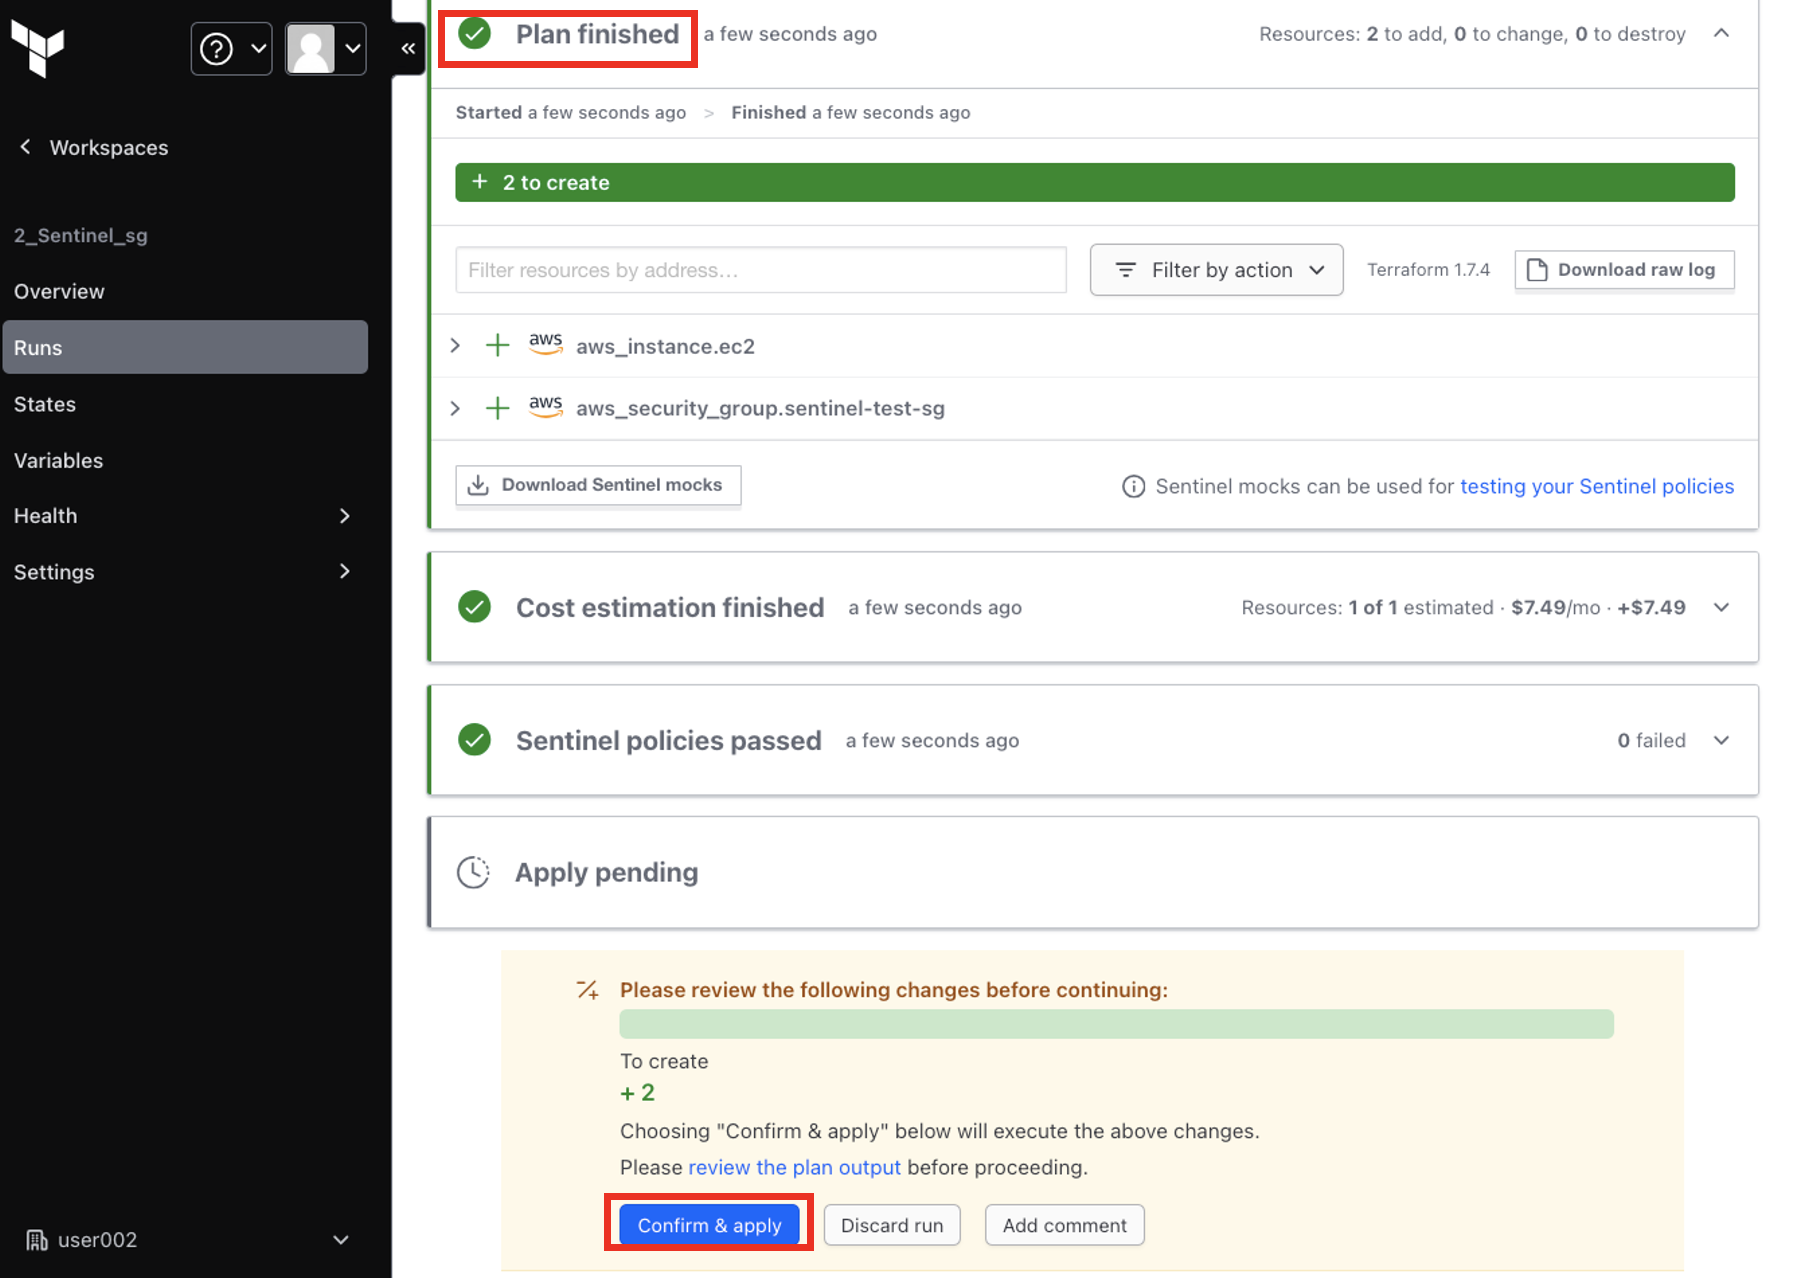 Workspaces
2_Sentinel_sg
Overview
Runs
States
Variables
Health
Settings
user002
Plan finished a few seconds ago Resources: 2 to add, 0 to change, 0 to destroy
Started a few seconds ago > Finished a few seconds ago
+ 2 to create
Filter resources by address... Filter by action Terraform 1.7.4 Download raw log
+ aws aws_instance.ec2
+ aws aws_security_group.sentinel-test-sg
Download Sentinel mocks Sentinel mocks can be used for testing your Sentinel policies
Cost estimation finished a few seconds ago Resources: 1 of 1 estimated · $7.49/mo · +$7.49
Sentinel policies passed a few seconds ago 0 failed
Apply pending
Please review the following changes before continuing:
To create
+ 2
Choosing "Confirm & apply" below will execute the above changes.
Please review the plan output before proceeding.
Confirm & apply Discard run Add comment